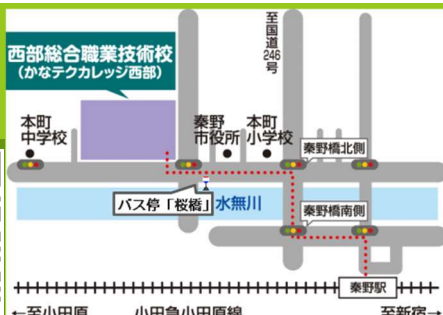 西部総合職業技術校
(かなテクカレッジ西部)
至国道
246
号
本町
中学校
秦野
市役所
本町
小学校
秦野橋北側
バス停「桜橋」
水無川
秦野橋南側
秦野駅
←至小田原
小田急小田原線
至新宿→